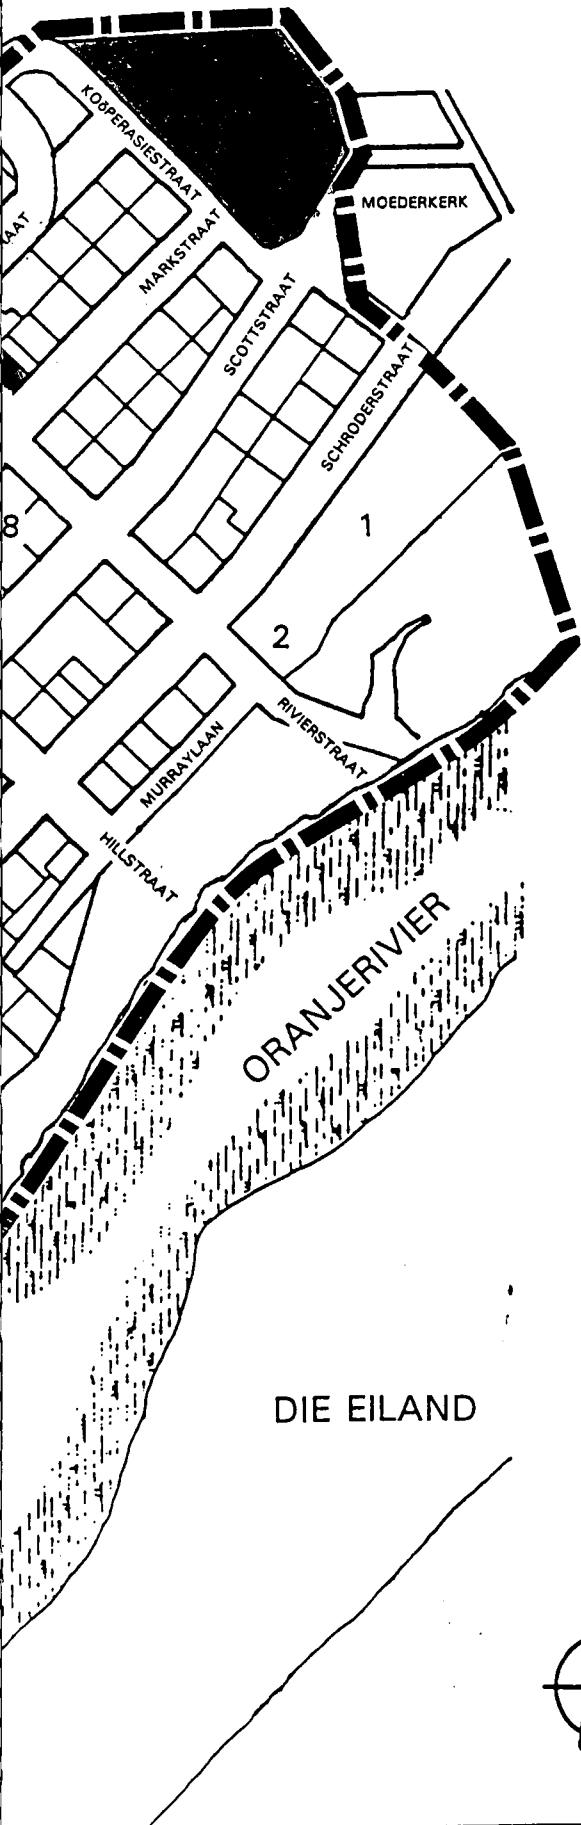 KOöPERASIESTRAAT
MOEDERKERK
MARKSTRAAT
SCOTTSTRAAT
SCHRODERSTRAAT
1
8
2
RIVIERSTRAAT
MURRAYLAAN
HILLSTRAAT
ORANJERIVIER
DIE EILAND